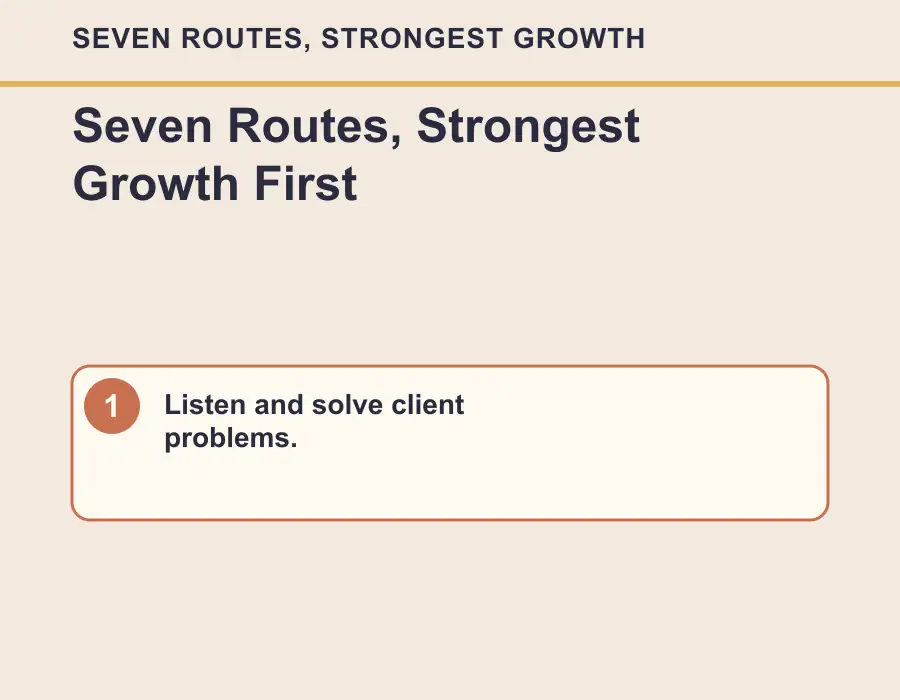 SEVEN ROUTES, STRONGEST GROWTH
Seven Routes, Strongest
Growth First
1
Listen and solve client
problems.